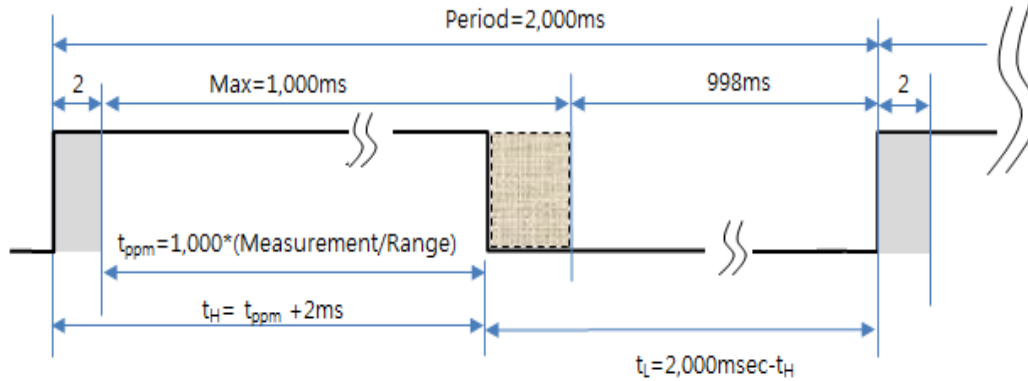 Period=2,000ms
2
Max=1,000ms
998ms
2
tppm=1,000*(Measurement/Range)
tH= tppm +2ms
tL=2,000msec-tH